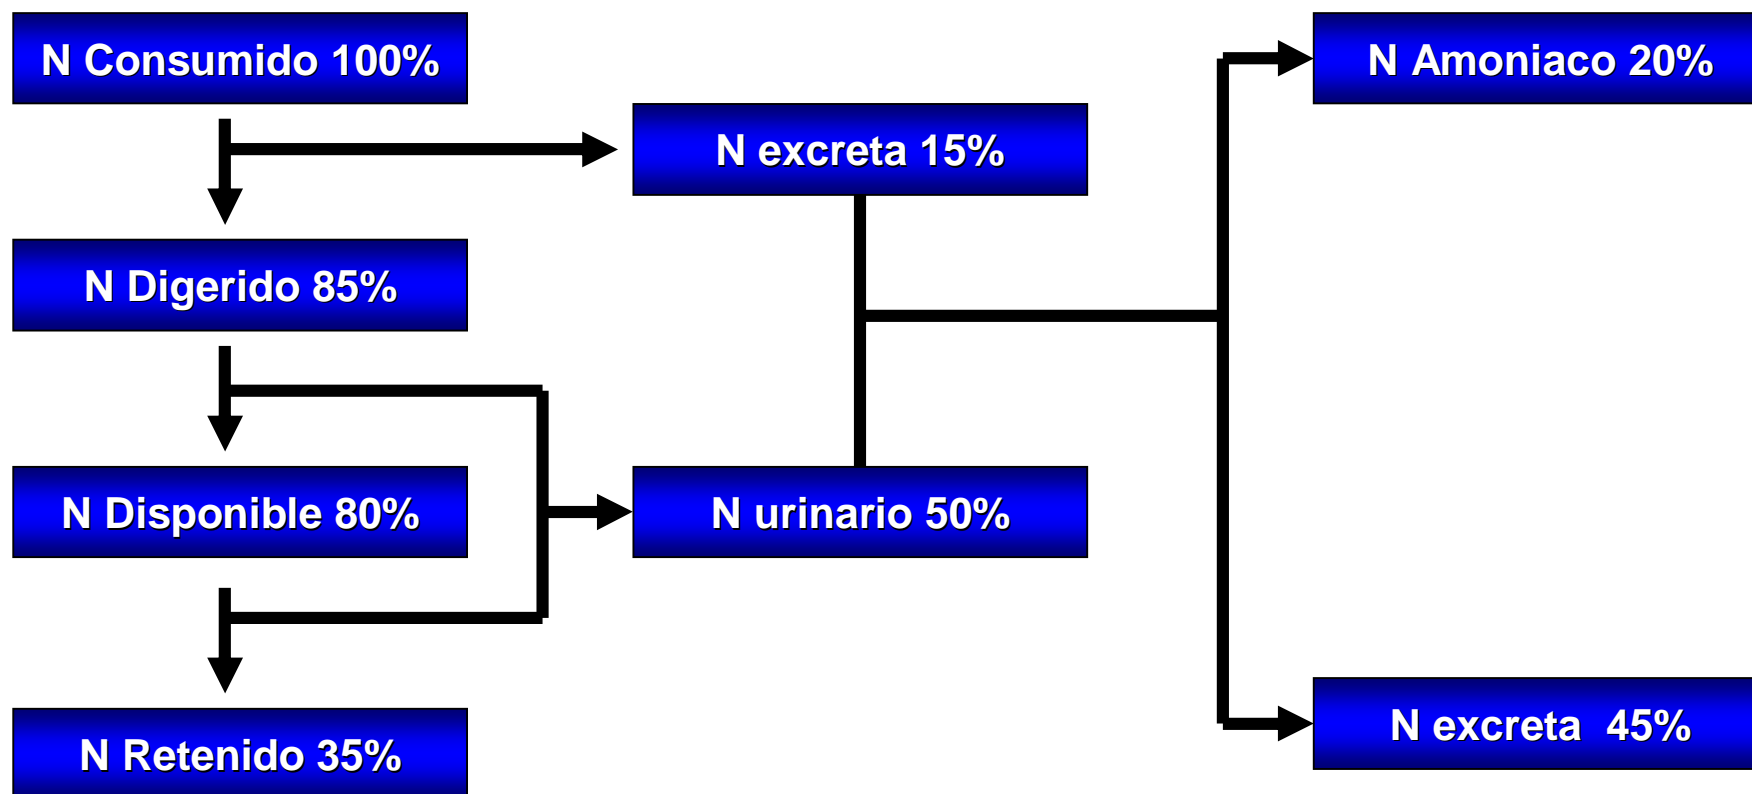 N Consumido 100%
N Amoniaco 20%
N excreta 15%
N Digerido 85%
N Disponible 80%
N urinario 50%
N Retenido 35%
N excreta 45%